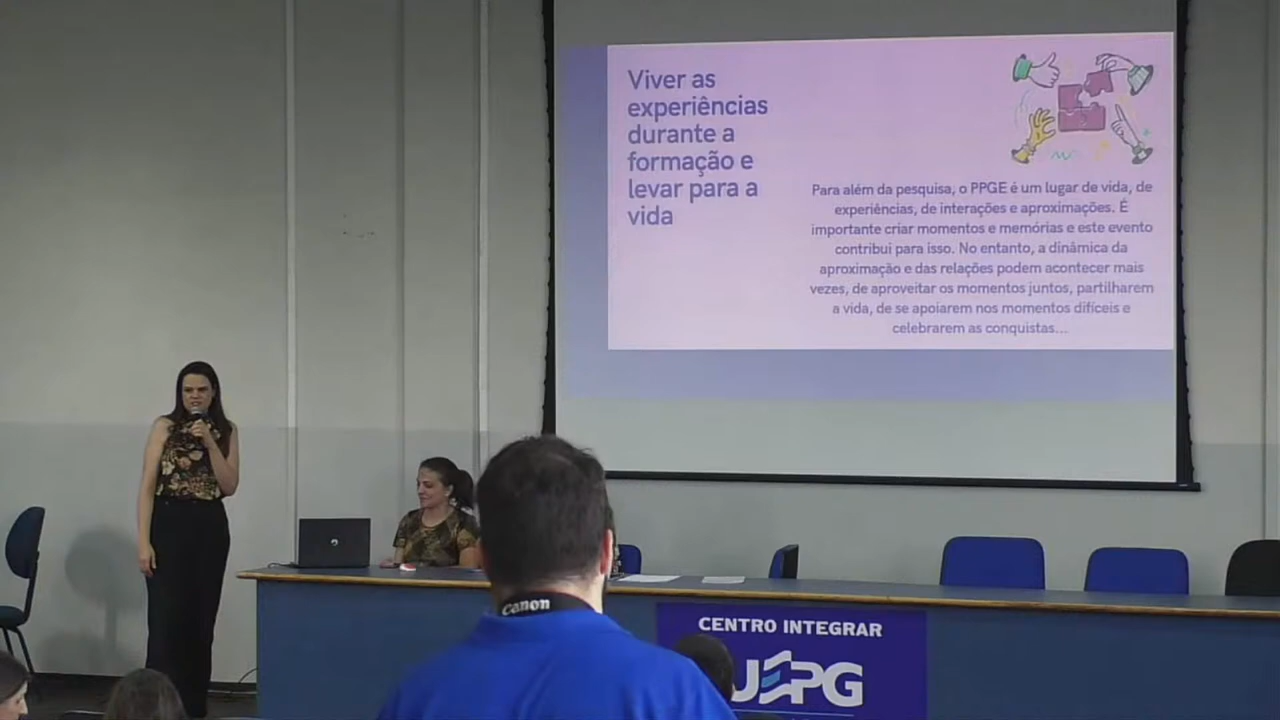 Viver as
experiências
durante a
formação e
levar para a
vida
Para além da pesquisa, o PPGE é um lugar de vida, de
experiências, de interações e aproximações. É
importante criar momentos e memórias e este evento
contribui para isso. No entanto, a dinâmica da
aproximação e das relações podem acontecer mais
vezes, de aproveitar os momentos juntos, partilharem
a vida, de se apoiarem nos momentos difíceis e
celebrarem as conquistas...
Canon
CENTRO INTEGRAR
UEPG